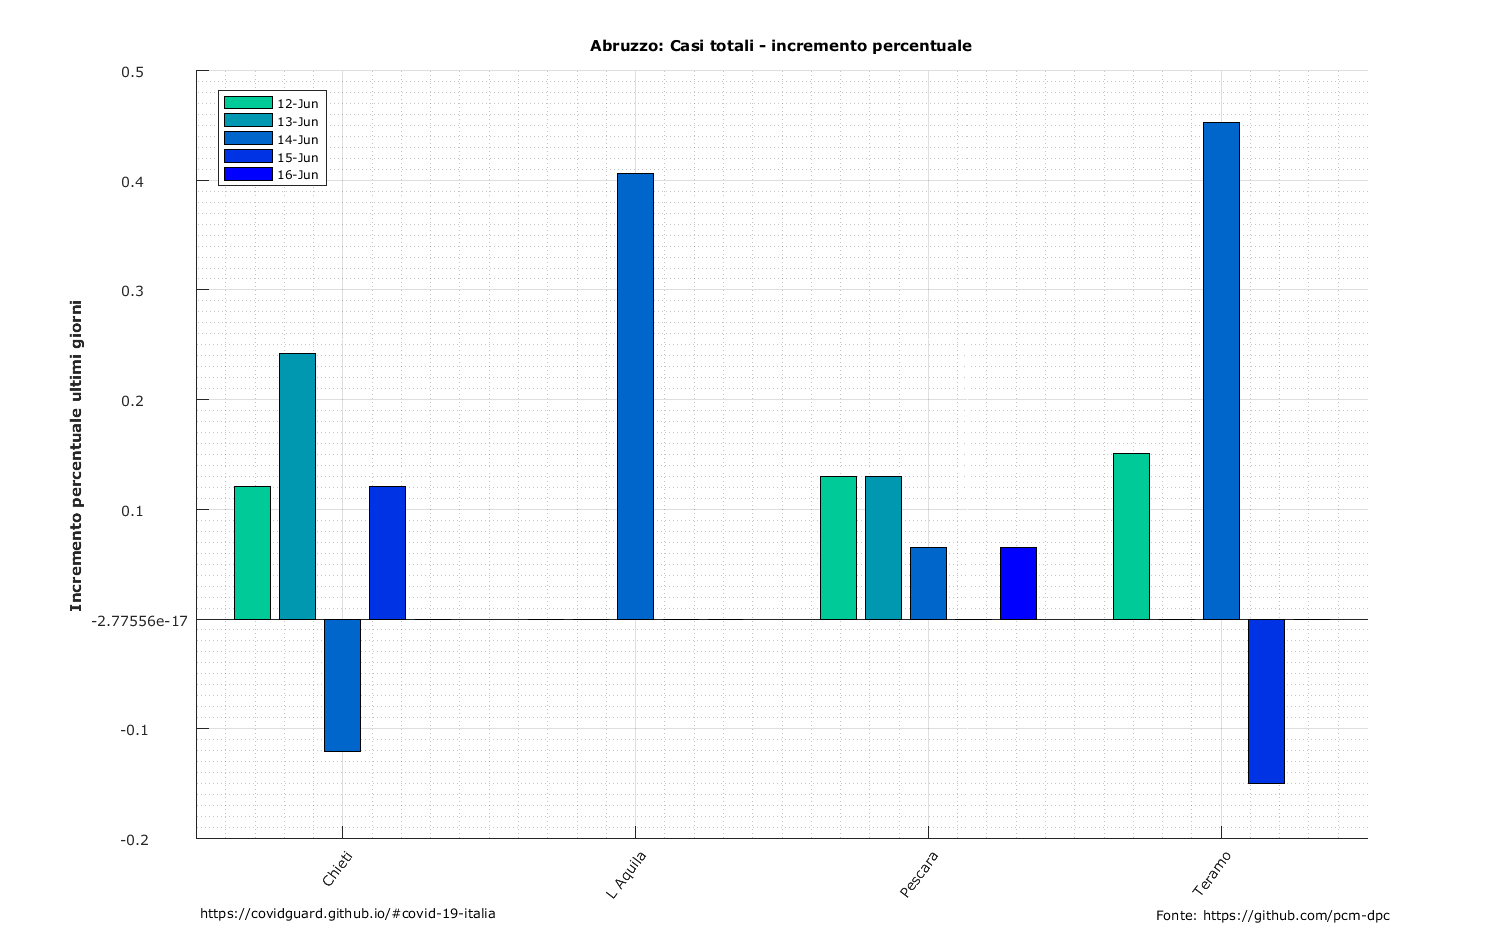 Abruzzo: Casi totali - incremento percentuale
12-Jun
13-Jun
14-Jun
15-Jun
16-Jun
Incremento percentuale ultimi giorni
0.5
0.4
0.3
0.2
0.1
-2.77556e-17
-0.1
-0.2
Chieti
L Aquila
Pescara
Teramo
https://covidguard.github.io/#covid-19-italia
Fonte: https://github.com/pcm-dpc